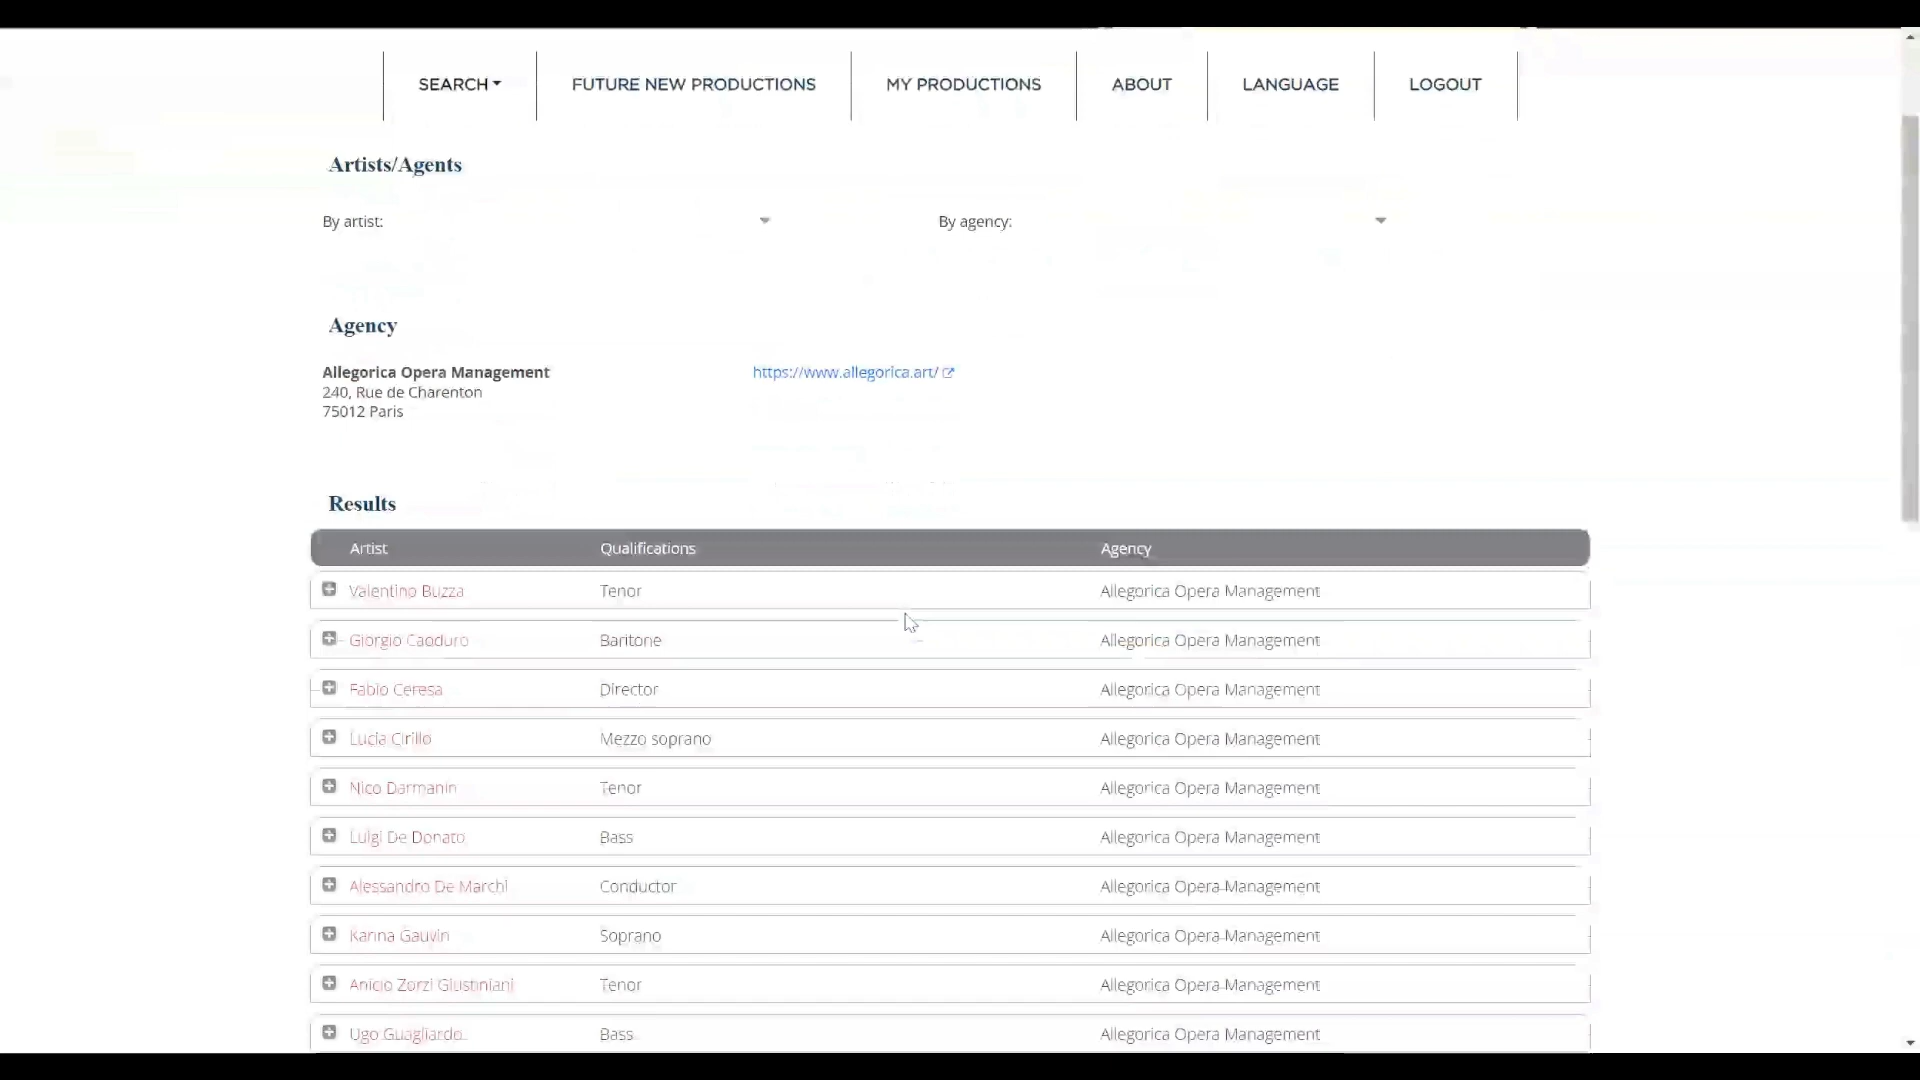 SEARCH
FUTURE NEW PRODUCTIONS
MY PRODUCTIONS
ABOUT
LANGUAGE
LOGOUT
Artists/Agents
By artist:
By agency:
Agency
Allegorica Opera Management
https://www.allegorica.art/
240, Rue de Charenton
75012 Paris
Results
Artist Qualifications Agency
Valentino Buzza Tenor Allegorica Opera Management
Giorgio Caoduro Baritone Allegorica Opera Management
Fabio Ceresa Director Allegorica Opera Management
Lucia Cirillo Mezzo soprano Allegorica Opera Management
Nico Darmanin Tenor Allegorica Opera Management
Luigi De Donato Bass Allegorica Opera Management
Alessandro De Marchi Conductor Allegorica Opera Management
Karina Gauvin Soprano Allegorica Opera Management
Anicio Zorzi Giustiniani Tenor Allegorica Opera Management
Ugo Guagliardo Bass Allegorica Opera Management